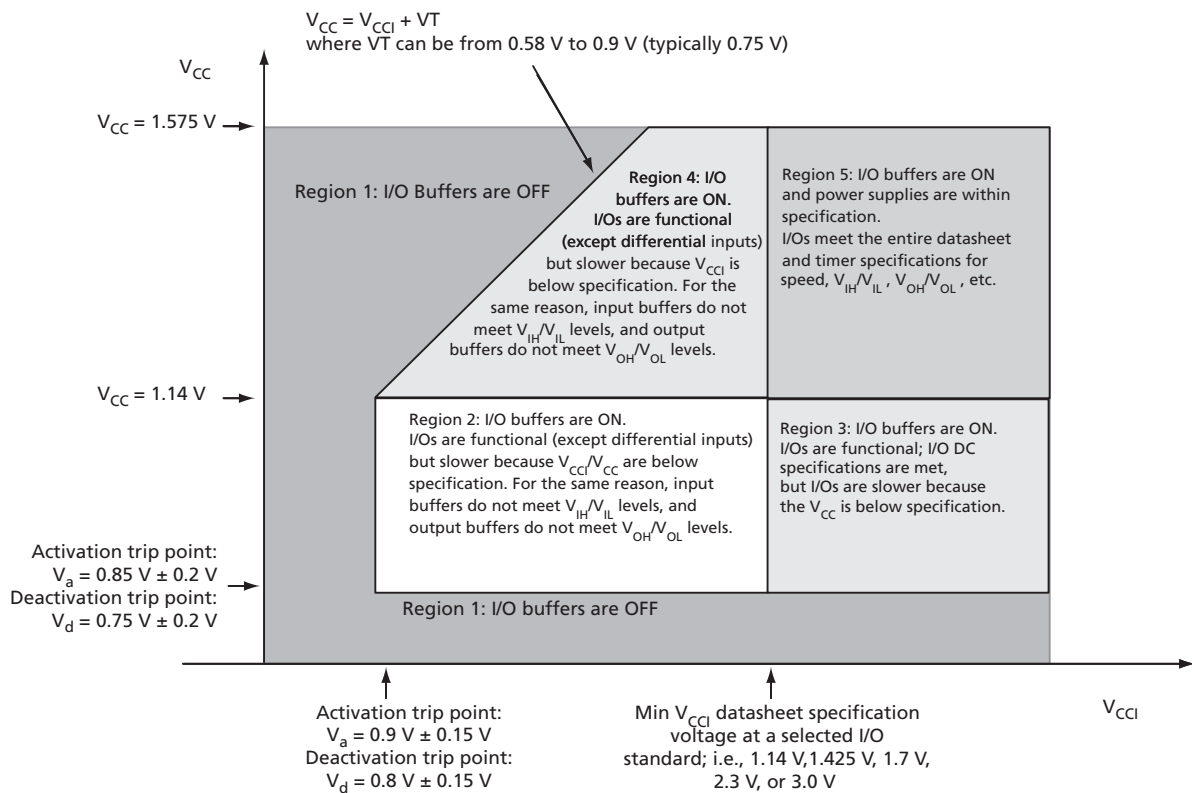 V_CC = V_CCI + VT
where VT can be from 0.58 V to 0.9 V (typically 0.75 V)
V_CC
V_CC = 1.575 V
Region 1: I/O Buffers are OFF
Region 4: I/O
buffers are ON.
I/Os are functional
(except differential inputs)
but slower because V_CCI is
below specification. For the
same reason, input buffers do not
meet V_IH/V_IL levels, and output
buffers do not meet V_OH/V_OL levels.
Region 5: I/O buffers are ON
and power supplies are within
specification.
I/Os meet the entire datasheet
and timer specifications for
speed, V_IH/V_IL , V_OH/V_OL , etc.
V_CC = 1.14 V
Region 2: I/O buffers are ON.
I/Os are functional (except differential inputs)
but slower because V_CCI/V_CC are below
specification. For the same reason, input
buffers do not meet V_IH/V_IL levels, and
output buffers do not meet V_OH/V_OL levels.
Region 3: I/O buffers are ON.
I/Os are functional; I/O DC
specifications are met,
but I/Os are slower because
the V_CC is below specification.
Activation trip point:
V_a = 0.85 V ± 0.2 V
Deactivation trip point:
V_d = 0.75 V ± 0.2 V
Region 1: I/O buffers are OFF
Activation trip point:
V_a = 0.9 V ± 0.15 V
Deactivation trip point:
V_d = 0.8 V ± 0.15 V
Min V_CCI datasheet specification
voltage at a selected I/O
standard; i.e., 1.14 V,1.425 V, 1.7 V,
2.3 V, or 3.0 V
V_CCI